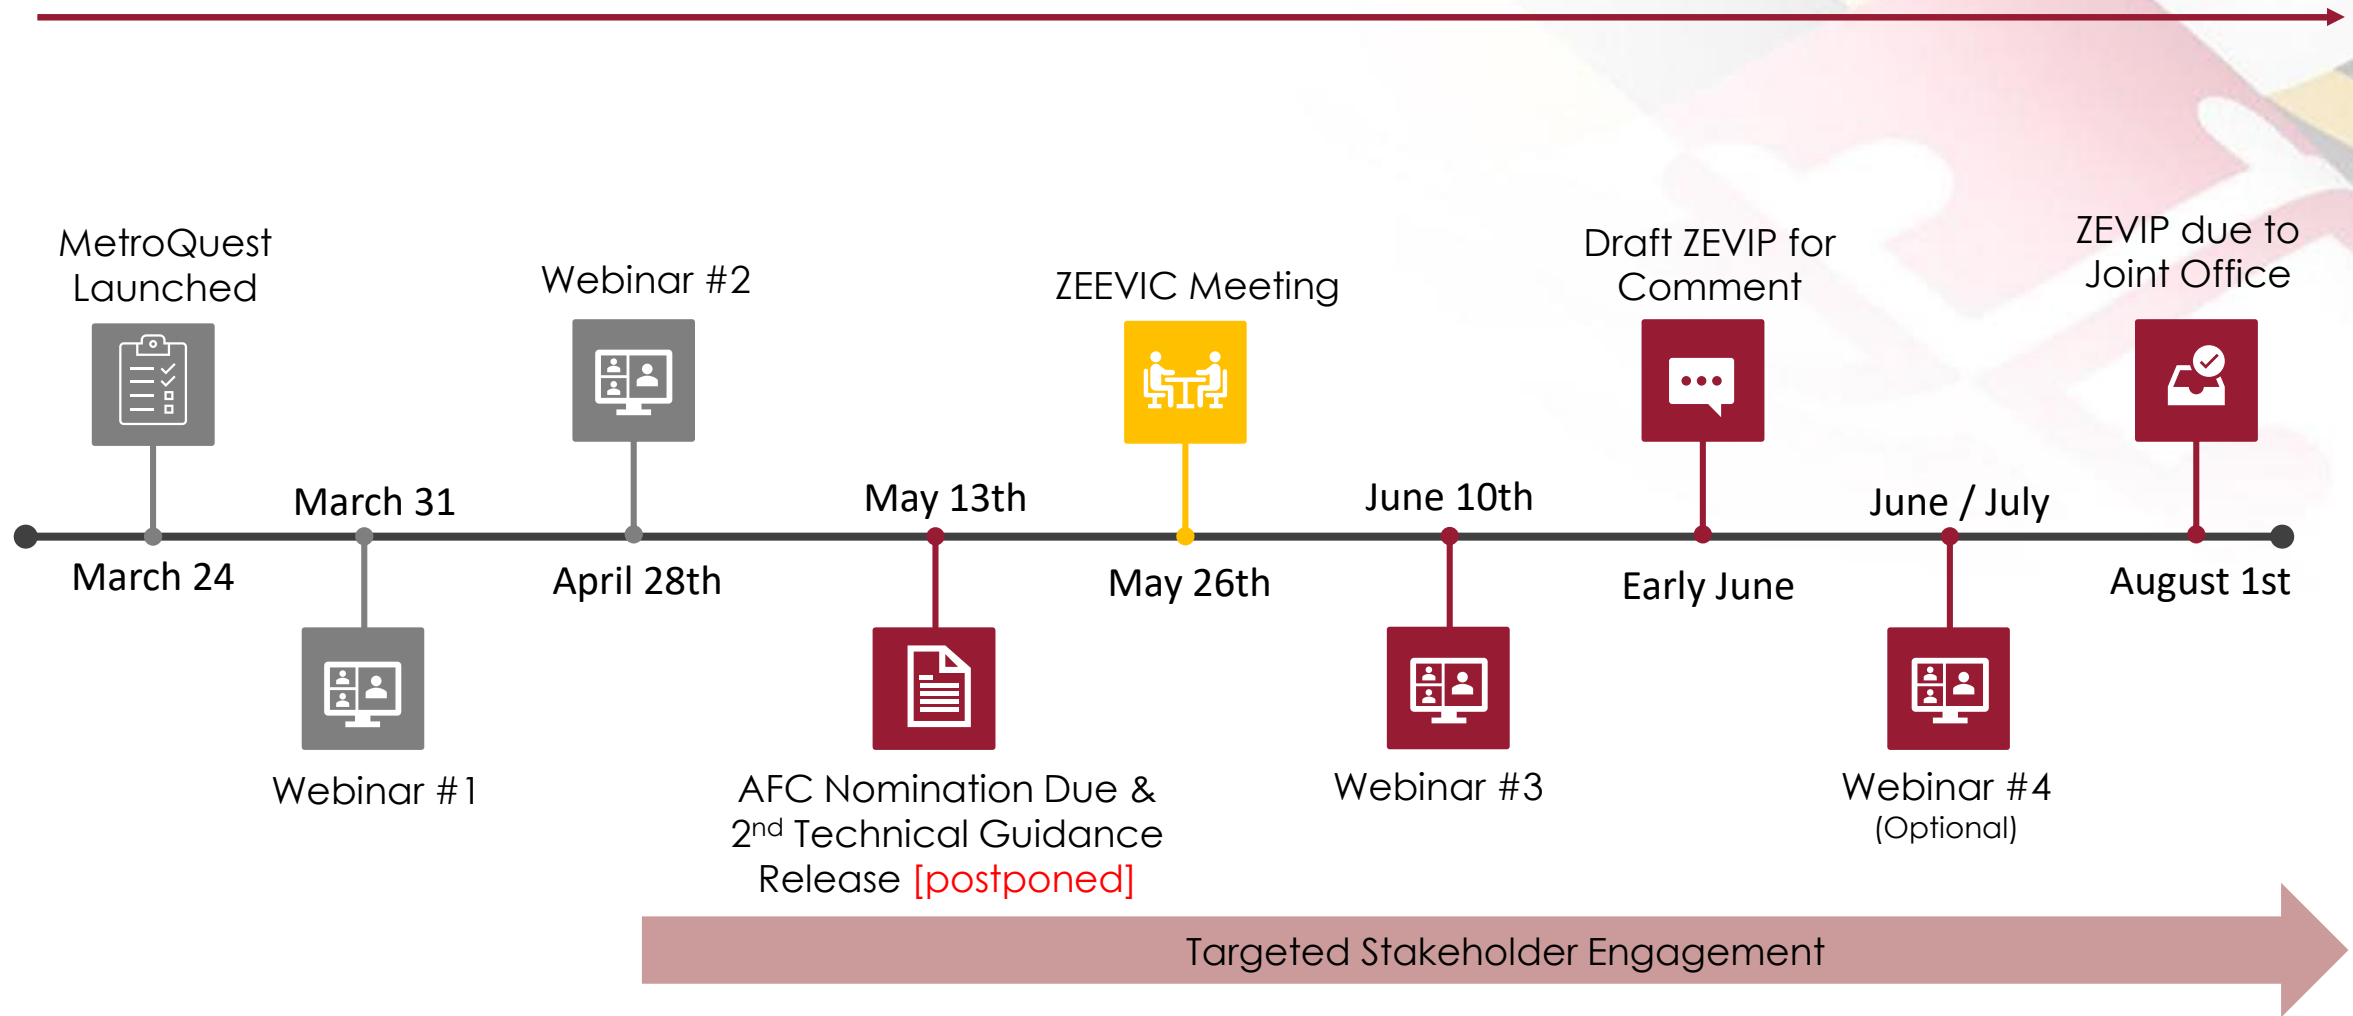 MetroQuest
Launched
March 24
March 31
Webinar #1
Webinar #2
April 28th
May 13th
AFC Nomination Due &
2nd Technical Guidance
Release [postponed]
ZEEVIC Meeting
May 26th
June 10th
Webinar #3
Draft ZEVIP for
Comment
Early June
June / July
Webinar #4
(Optional)
ZEVIP due to
Joint Office
August 1st
Targeted Stakeholder Engagement